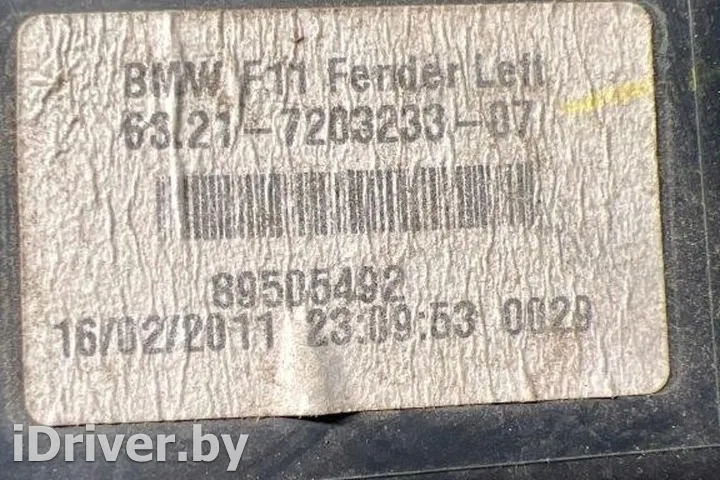 BMW F11 Fender Left
63.21-7203233-07
89505492
16/02/2011 23:09:53 0029
iDriver.by